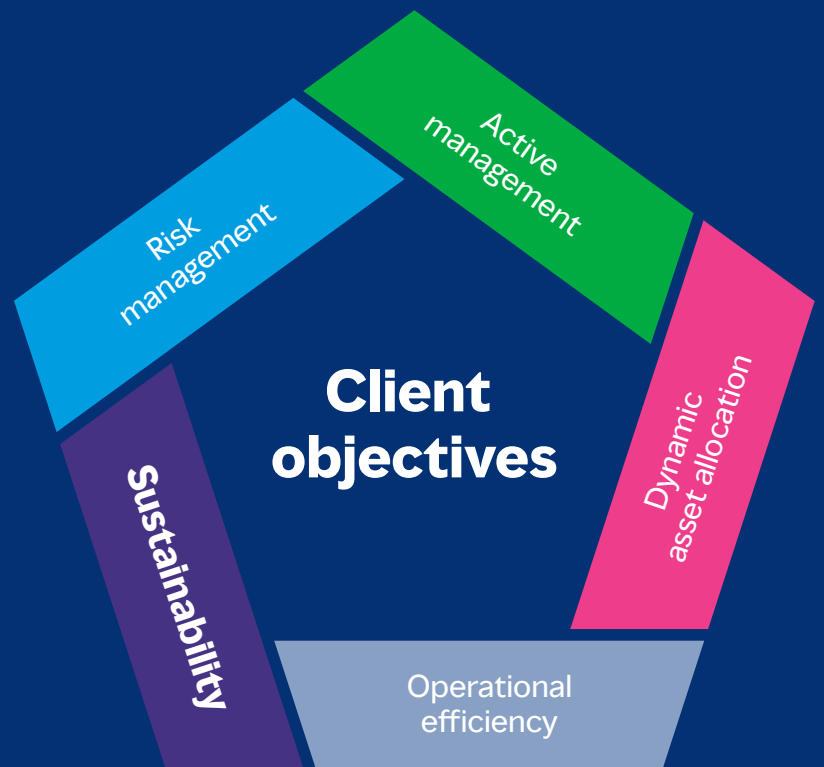 Active
management
Risk
management
Client
objectives
Dynamic
asset allocation
Sustainability
Operational
efficiency